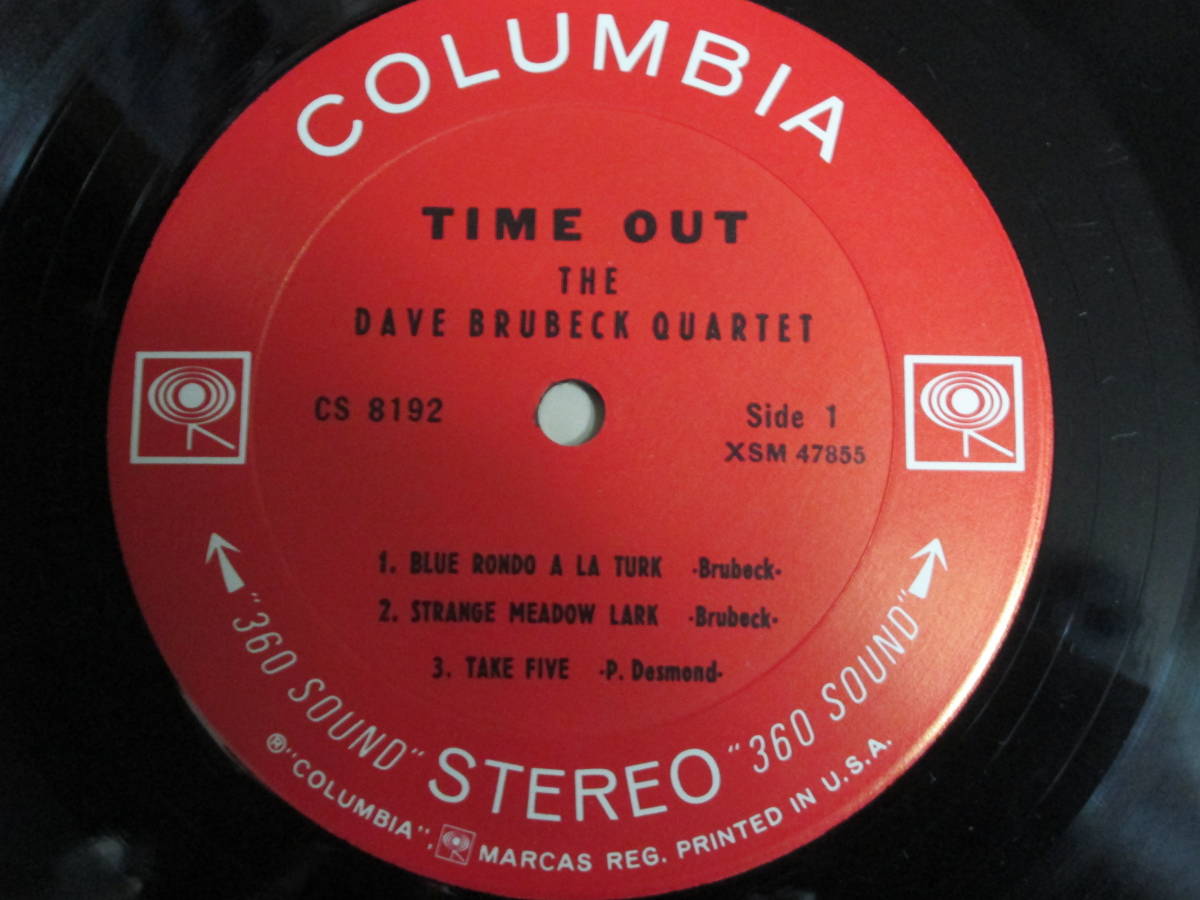 COLUMBIA
TIME OUT
THE
DAVE BRUBECK QUARTET
CS 8192
Side 1
XSM 47855
1. BLUE RONDO A LA TURK -Brubeck-
2. STRANGE MEADOW LARK -Brubeck-
3. TAKE FIVE -P. Desmond-
"360 SOUND" STEREO "360 SOUND"
®"COLUMBIA", MARCAS REG. PRINTED IN U.S.A.